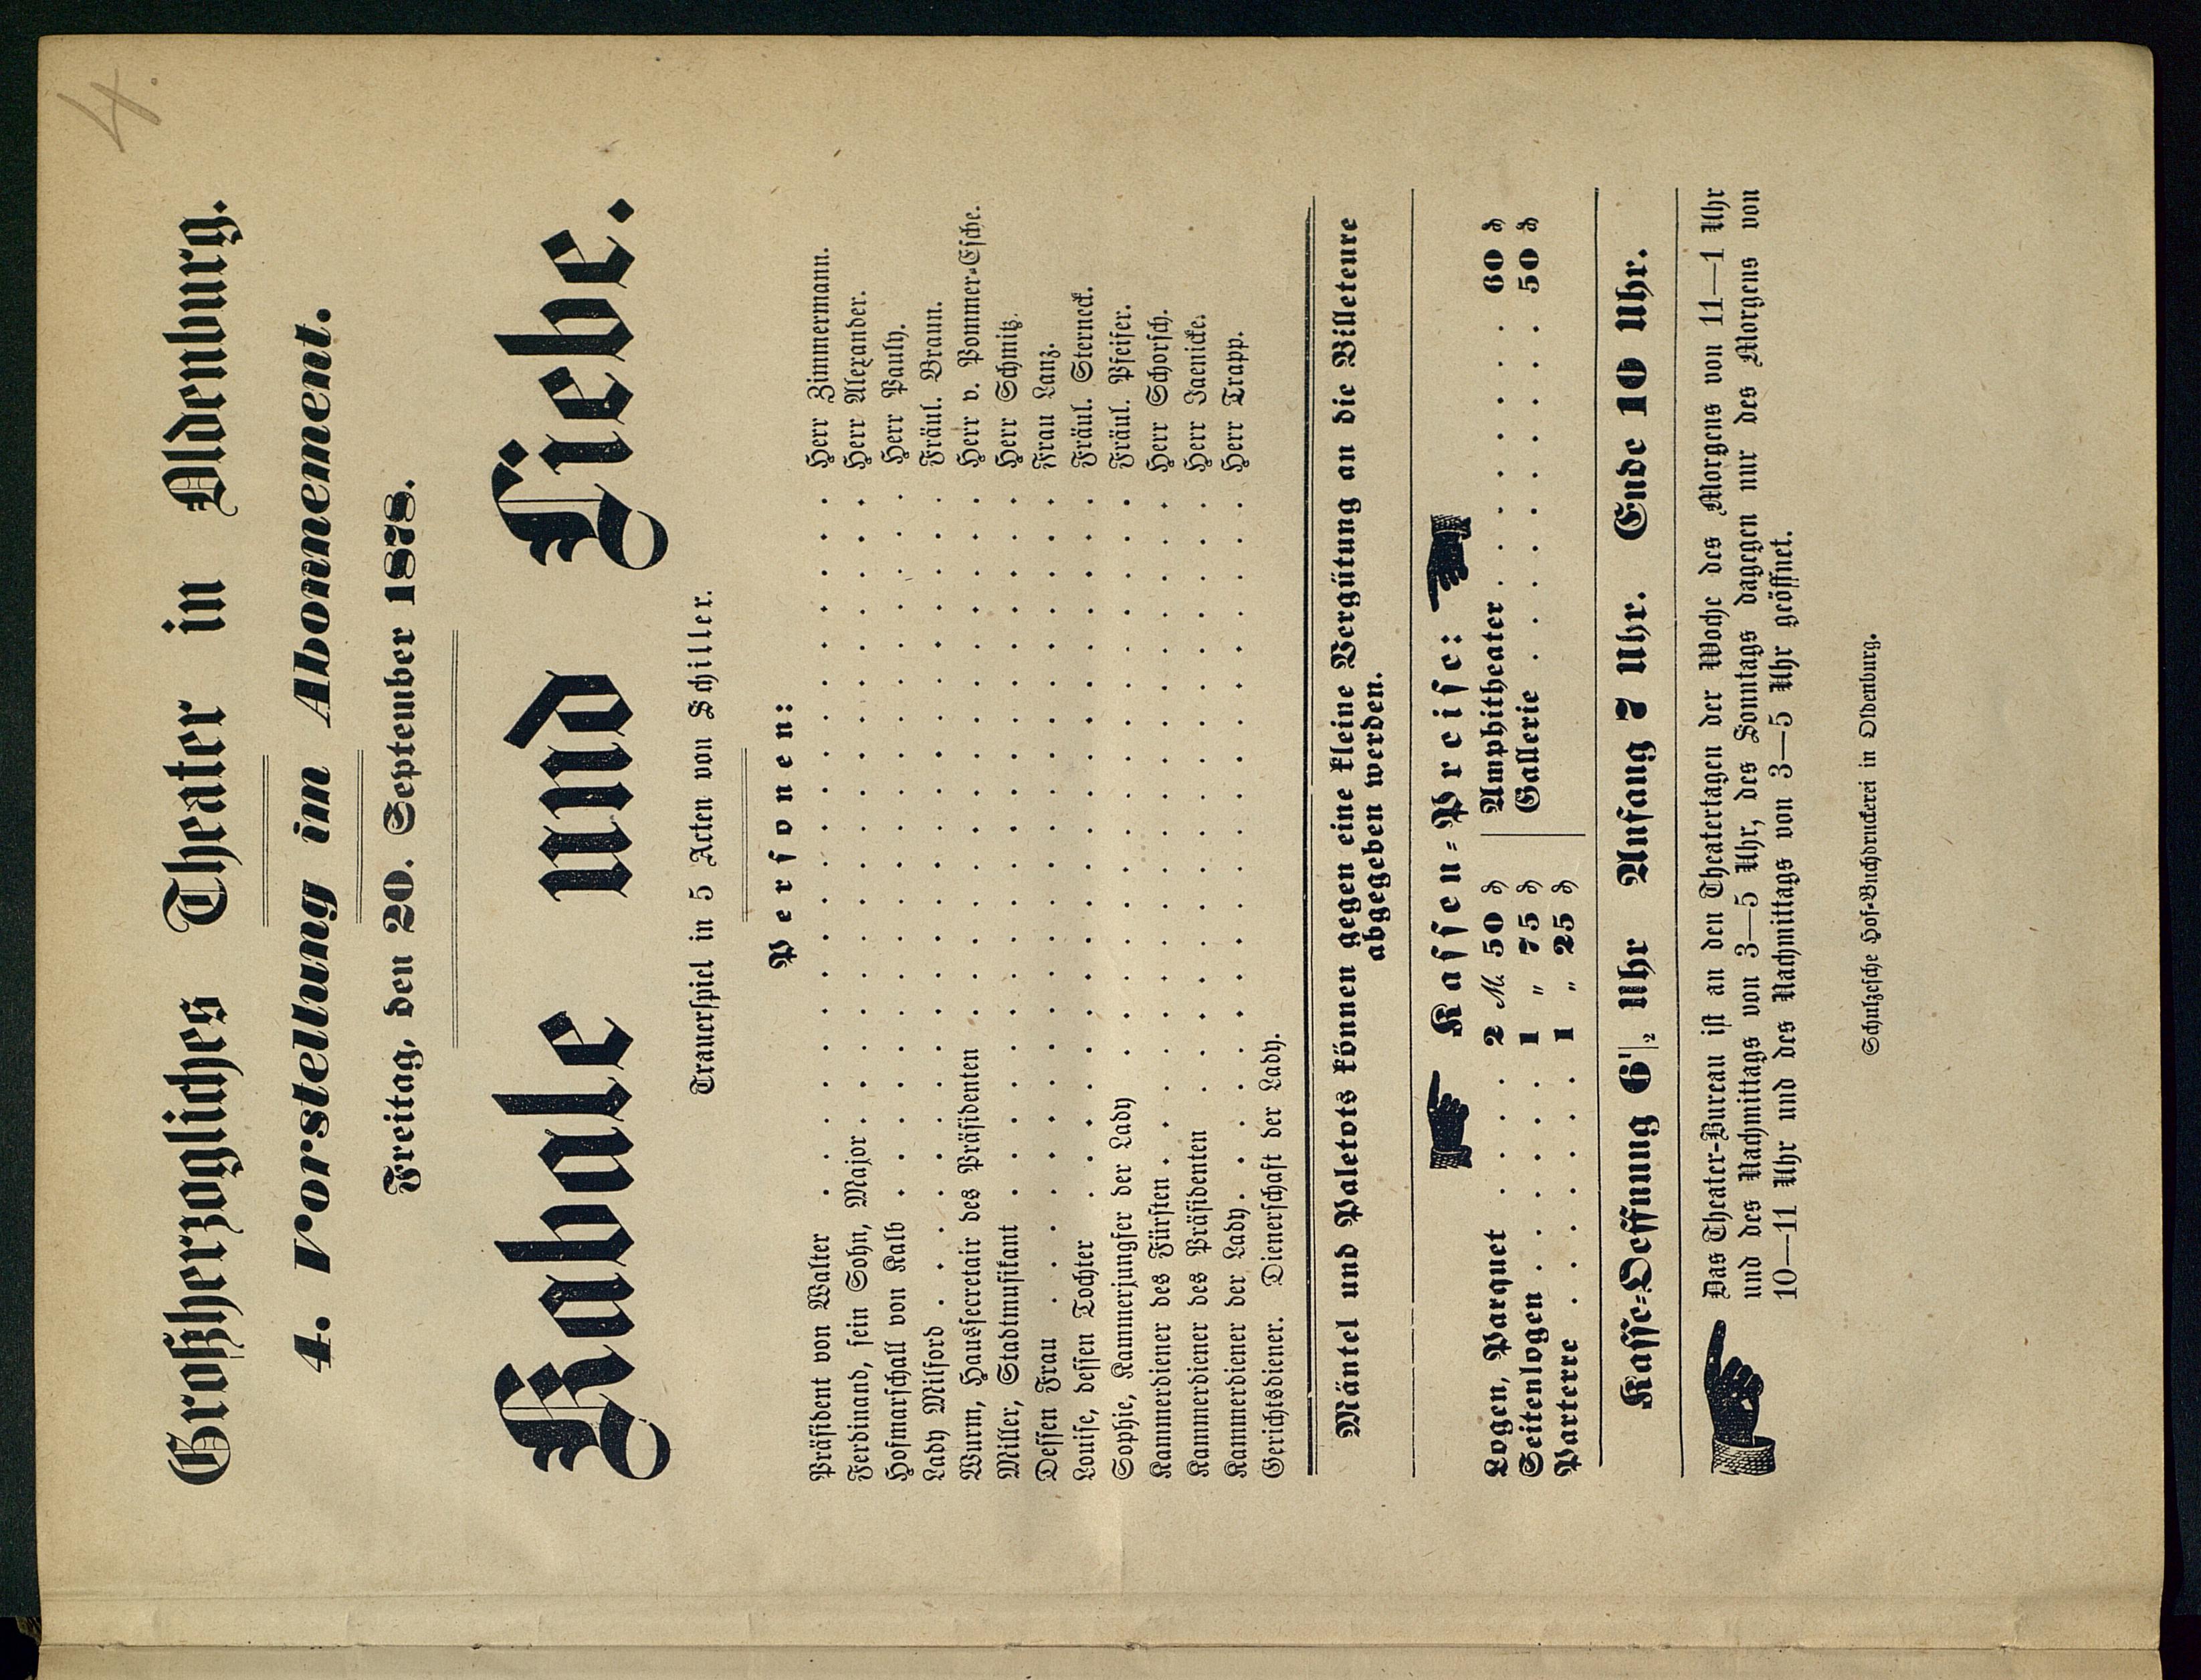 4.
Großherzogliches Theater in Oldenburg.
4. Vorstellung im Abonnement.
Freitag, den 20. September 1878.
Kabale und Liebe.
Trauerspiel in 5 Acten von Schiller.
Personen:
Präsident von Walter . . . . . . . . . . Herr Zimmermann.
Ferdinand, sein Sohn, Major . . . . . . . . . . Herr Alexander.
Hofmarschall von Kalb . . . . . . . . . . Herr Pauly.
Lady Milford . . . . . . . . . . Fräul. Braun.
Wurm, Haussecretair des Präsidenten . . . . . . . . . . Herr v. Pommer-Esche.
Miller, Stadtmusikant . . . . . . . . . . Herr Schmitz.
Dessen Frau . . . . . . . . . . Frau Lanz.
Louise, dessen Tochter . . . . . . . . . . Fräul. Sterneck.
Sophie, Kammerjungfer der Lady . . . . . . . . . . Fräul. Pfeifer.
Kammerdiener des Fürsten . . . . . . . . . . Herr Schorsch.
Kammerdiener des Präsidenten . . . . . . . . . . Herr Jaenicke.
Kammerdiener der Lady . . . . . . . . . . Herr Trapp.
Gerichtsdiener. Dienerschaft der Lady.
Mäntel und Paletots können gegen eine kleine Vergütung an die Billeteure
abgegeben werden.
Kassen-Preise:
Logen, Parquet . . . . 2 M. 50 ₰
Seitenlogen . . . . . . 1 " 75 ₰
Parterre . . . . . . . 1 " 25 ₰
Amphitheater . . . . . . . . 60 ₰
Gallerie . . . . . . . . . . 50 ₰
Kasse-Oeffnung 6 1/2 Uhr Anfang 7 Uhr. Ende 10 Uhr.
Das Theater-Bureau ist an den Theatertagen der Woche des Morgens von 11—1 Uhr
und des Nachmittags von 3—5 Uhr, des Sonntags dagegen nur des Morgens von
10—11 Uhr und des Nachmittags von 3—5 Uhr geöffnet.
Schulzesche Hof-Buchdruckerei in Oldenburg.